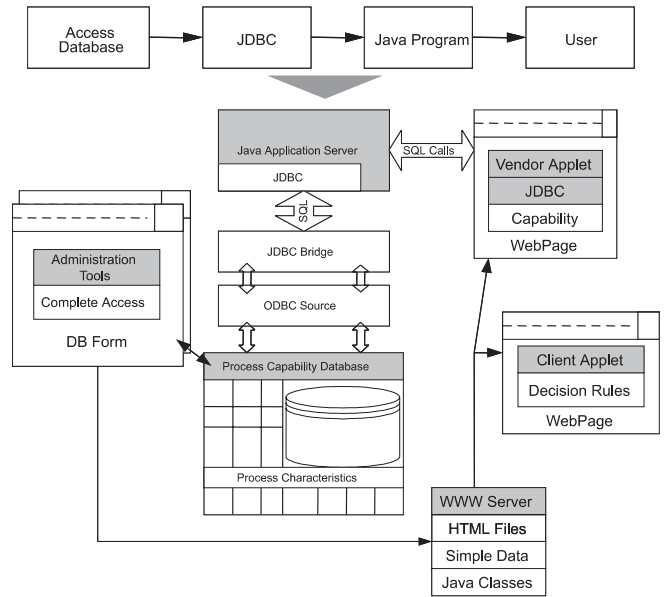 Access
Database
JDBC
Java Program
User
Java Application Server
JDBC
SQL Calls
Vendor Applet
JDBC
Capability
WebPage
SQL
JDBC Bridge
ODBC Source
Administration
Tools
Complete Access
DB Form
Process Capability Database
Process Characteristics
Client Applet
Decision Rules
WebPage
WWW Server
HTML Files
Simple Data
Java Classes